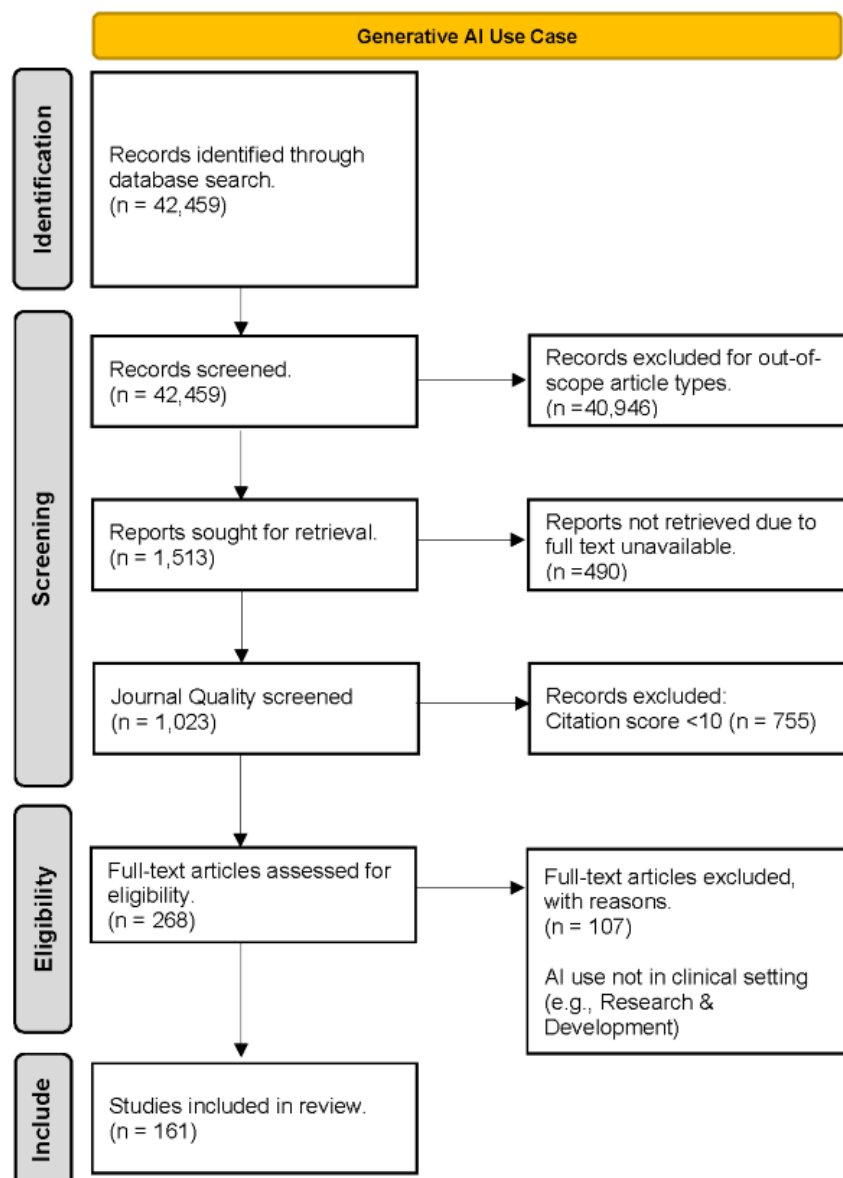 Generative AI Use Case
Identification
Records identified through
database search.
(n = 42,459)
Screening
Records screened.
(n = 42,459)
Records excluded for out-of-
scope article types.
(n =40,946)
Reports sought for retrieval.
(n = 1,513)
Reports not retrieved due to
full text unavailable.
(n =490)
Journal Quality screened
(n = 1,023)
Records excluded:
Citation score <10 (n = 755)
Eligibility
Full-text articles assessed for
eligibility.
(n = 268)
Full-text articles excluded,
with reasons.
(n = 107)
AI use not in clinical setting
(e.g., Research &
Development)
Include
Studies included in review.
(n = 161)